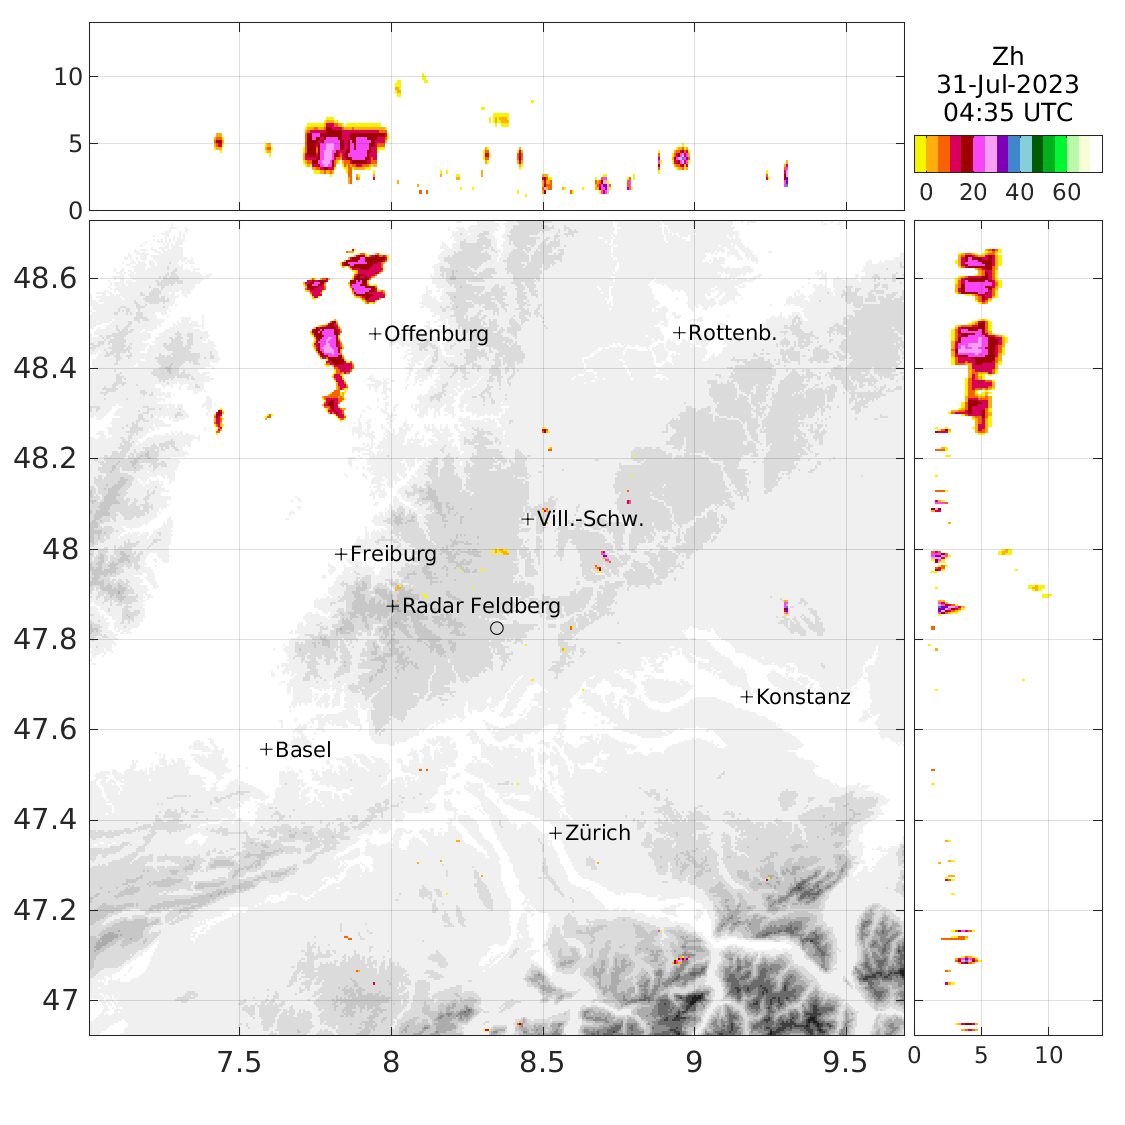 Zh
31-Jul-2023
04:35 UTC
0 20 40 60
10
5
0
48.6
48.4
48.2
48
47.8
47.6
47.4
47.2
47
Offenburg
Rottenb.
Vill.-Schw.
Freiburg
Radar Feldberg
Konstanz
Basel
Zürich
7.5 8 8.5 9 9.5
0 5 10